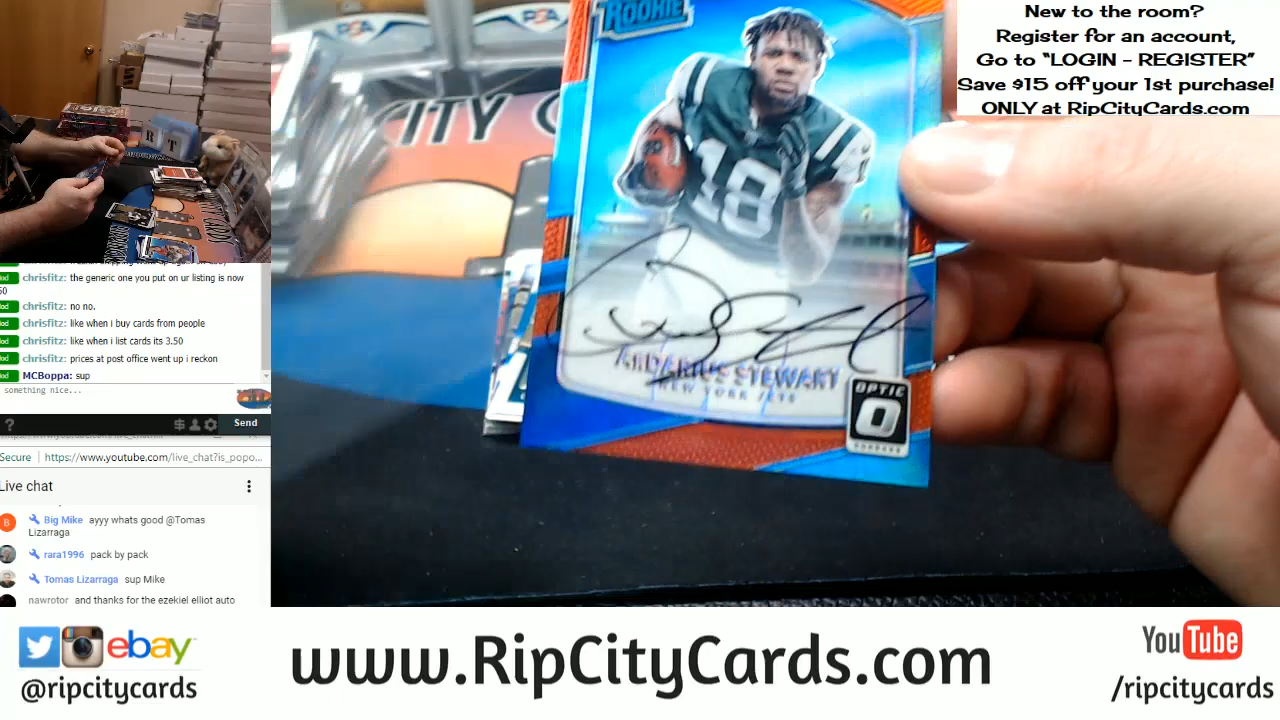 New to the room?
Register for an account,
Go to "LOGIN - REGISTER"
Save $15 off your 1st purchase!
ONLY at RipCityCards.com
PSA
PSA
ROOKIE
CITY
18
ARDARIUS STEWART
NEW YORK JETS
OPTIC
chrisfitz: the generic one you put on ur listing is now
50
chrisfitz: no no.
chrisfitz: like when i buy cards from people
chrisfitz: like when i list cards its 3.50
chrisfitz: prices at post office went up i reckon
MCBoppa: sup
something nice...
? $ Send
Secure https://www.youtube.com/live_chat?is_popo...
Live chat
B Big Mike ayyy whats good @Tomas
Lizarraga
rara1996 pack by pack
Tomas Lizarraga sup Mike
nawrotor and thanks for the ezekiel elliot auto
ebay
@ripcitycards
www.RipCityCards.com
YouTube
/ripcitycards